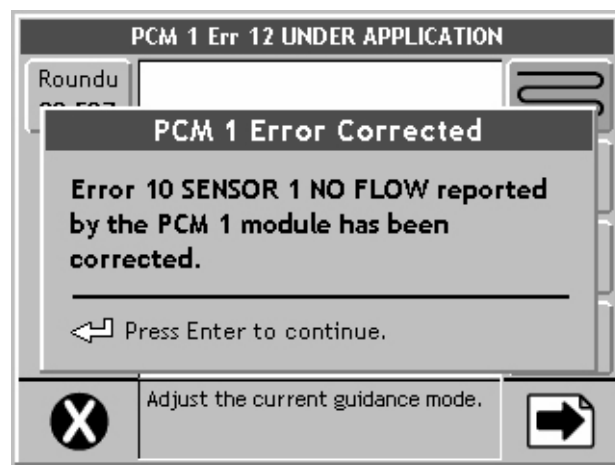 PCM 1 Err 12 UNDER APPLICATION
Roundu
PCM 1 Error Corrected
Error 10 SENSOR 1 NO FLOW reported
by the PCM 1 module has been
corrected.
Press Enter to continue.
X
Adjust the current guidance mode.